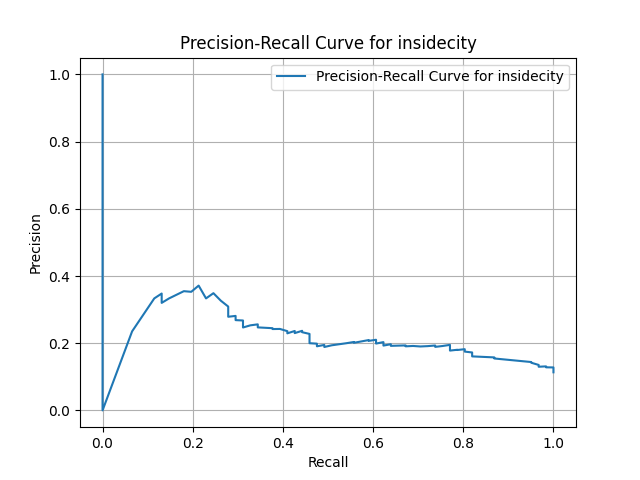 Precision-Recall Curve for insidecity
Precision-Recall Curve for insidecity
1.0
0.8
0.6
0.4
0.2
0.0
Precision
0.0 0.2 0.4 0.6 0.8 1.0
Recall